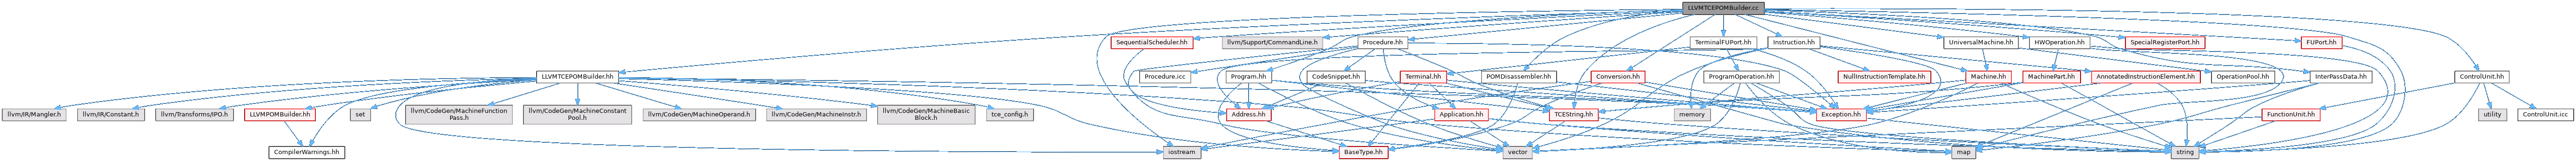 LLVMTCEPOMBuilder.cc
SequentialScheduler.hh
llvm/Support/CommandLine.h
Procedure.hh
TerminalFUPort.hh
Instruction.hh
UniversalMachine.hh
HWOperation.hh
SpecialRegisterPort.hh
FUPort.hh
LLVMTCEPOMBuilder.hh
Procedure.icc
Program.hh
CodeSnippet.hh
Terminal.hh
POMDisassembler.hh
Conversion.hh
ProgramOperation.hh
NullInstructionTemplate.hh
Machine.hh
MachinePart.hh
AnnotatedInstructionElement.hh
OperationPool.hh
InterPassData.hh
ControlUnit.hh
llvm/IR/Mangler.h
llvm/IR/Constant.h
llvm/Transforms/IPO.h
LLVMPOMBuilder.hh
set
llvm/CodeGen/MachineFunction
Pass.h
llvm/CodeGen/MachineConstant
Pool.h
llvm/CodeGen/MachineOperand.h
llvm/CodeGen/MachineInstr.h
llvm/CodeGen/MachineBasic
Block.h
tce_config.h
Address.hh
Application.hh
TCEString.hh
memory
Exception.hh
FunctionUnit.hh
utility
ControlUnit.icc
CompilerWarnings.hh
iostream
BaseType.hh
vector
map
string